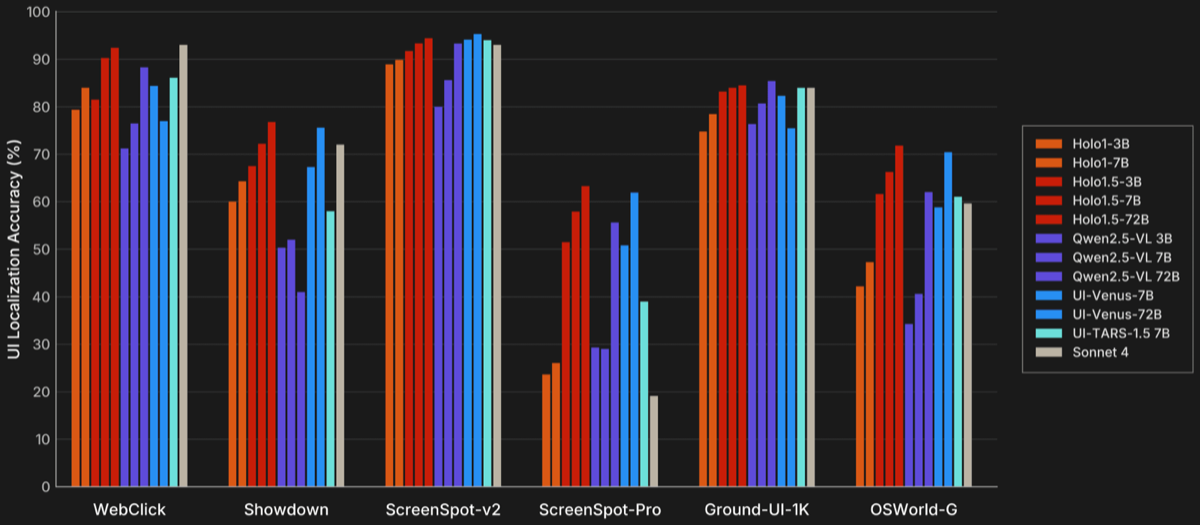 UI Localization Accuracy (%)
100
90
80
70
60
50
40
30
20
10
0
WebClick
Showdown
ScreenSpot-v2
ScreenSpot-Pro
Ground-UI-1K
OSWorld-G
Holo1-3B
Holo1-7B
Holo1.5-3B
Holo1.5-7B
Holo1.5-72B
Qwen2.5-VL 3B
Qwen2.5-VL 7B
Qwen2.5-VL 72B
UI-Venus-7B
UI-Venus-72B
UI-TARS-1.5 7B
Sonnet 4